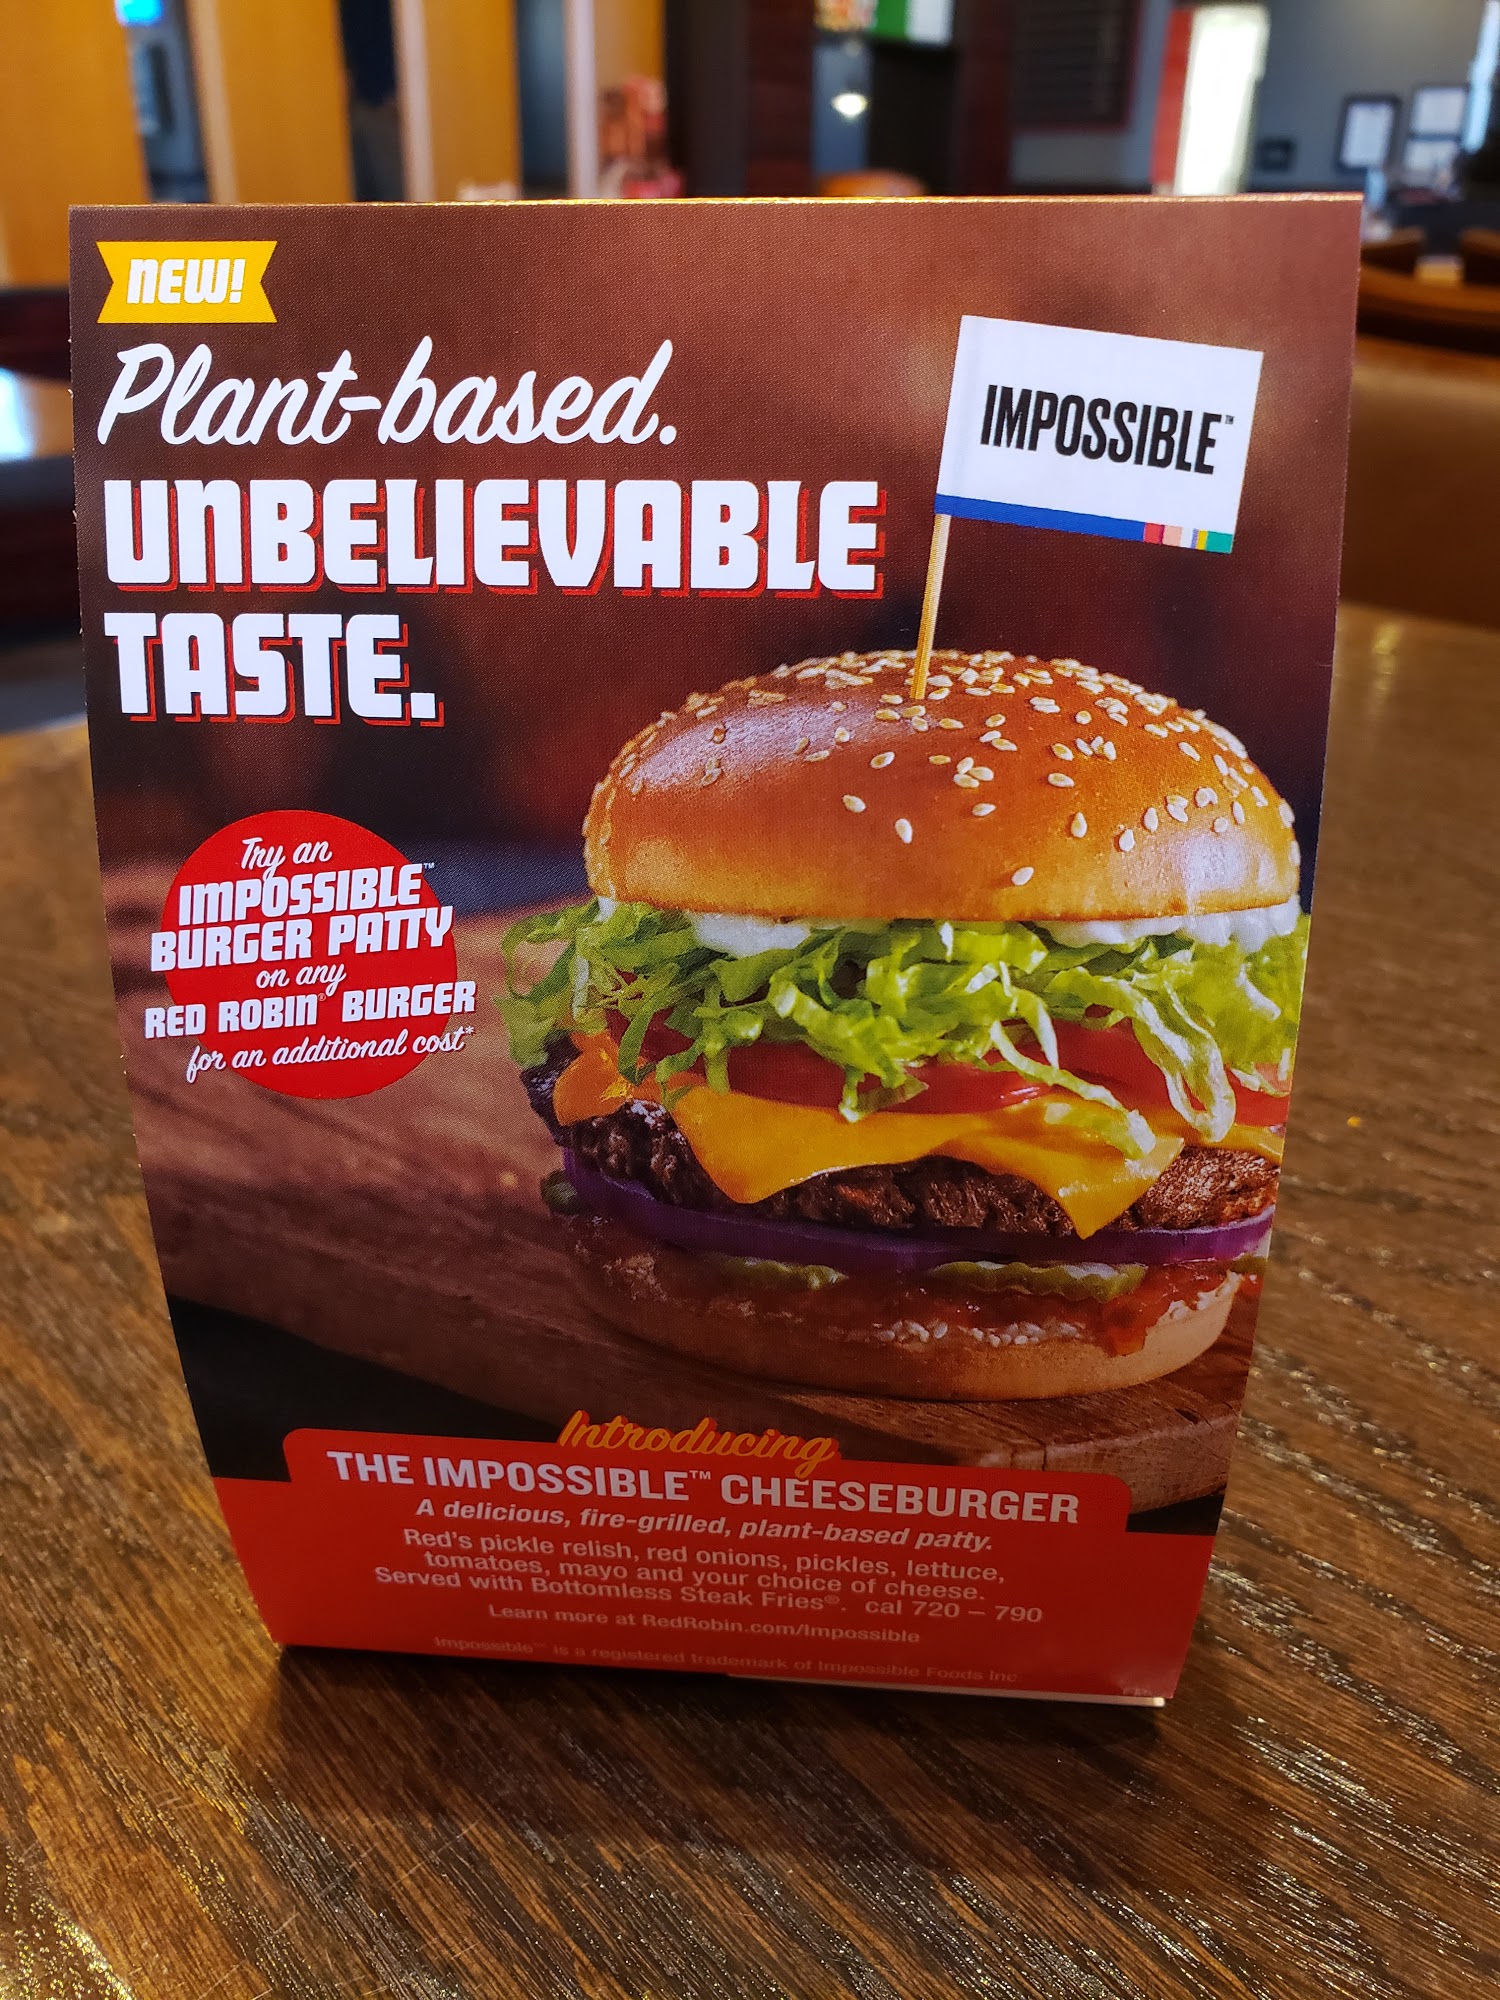 NEW!
Plant-based.
UNBELIEVABLE
TASTE.
IMPOSSIBLE™
Try an
IMPOSSIBLE™
BURGER PATTY
on any
RED ROBIN® BURGER
for an additional cost*
Introducing
THE IMPOSSIBLE™ CHEESEBURGER
A delicious, fire-grilled, plant-based patty.
Red's pickle relish, red onions, pickles, lettuce,
tomatoes, mayo and your choice of cheese.
Served with Bottomless Steak Fries®. cal 720 – 790
Learn more at RedRobin.com/Impossible
Impossible™ is a registered trademark of Impossible Foods Inc